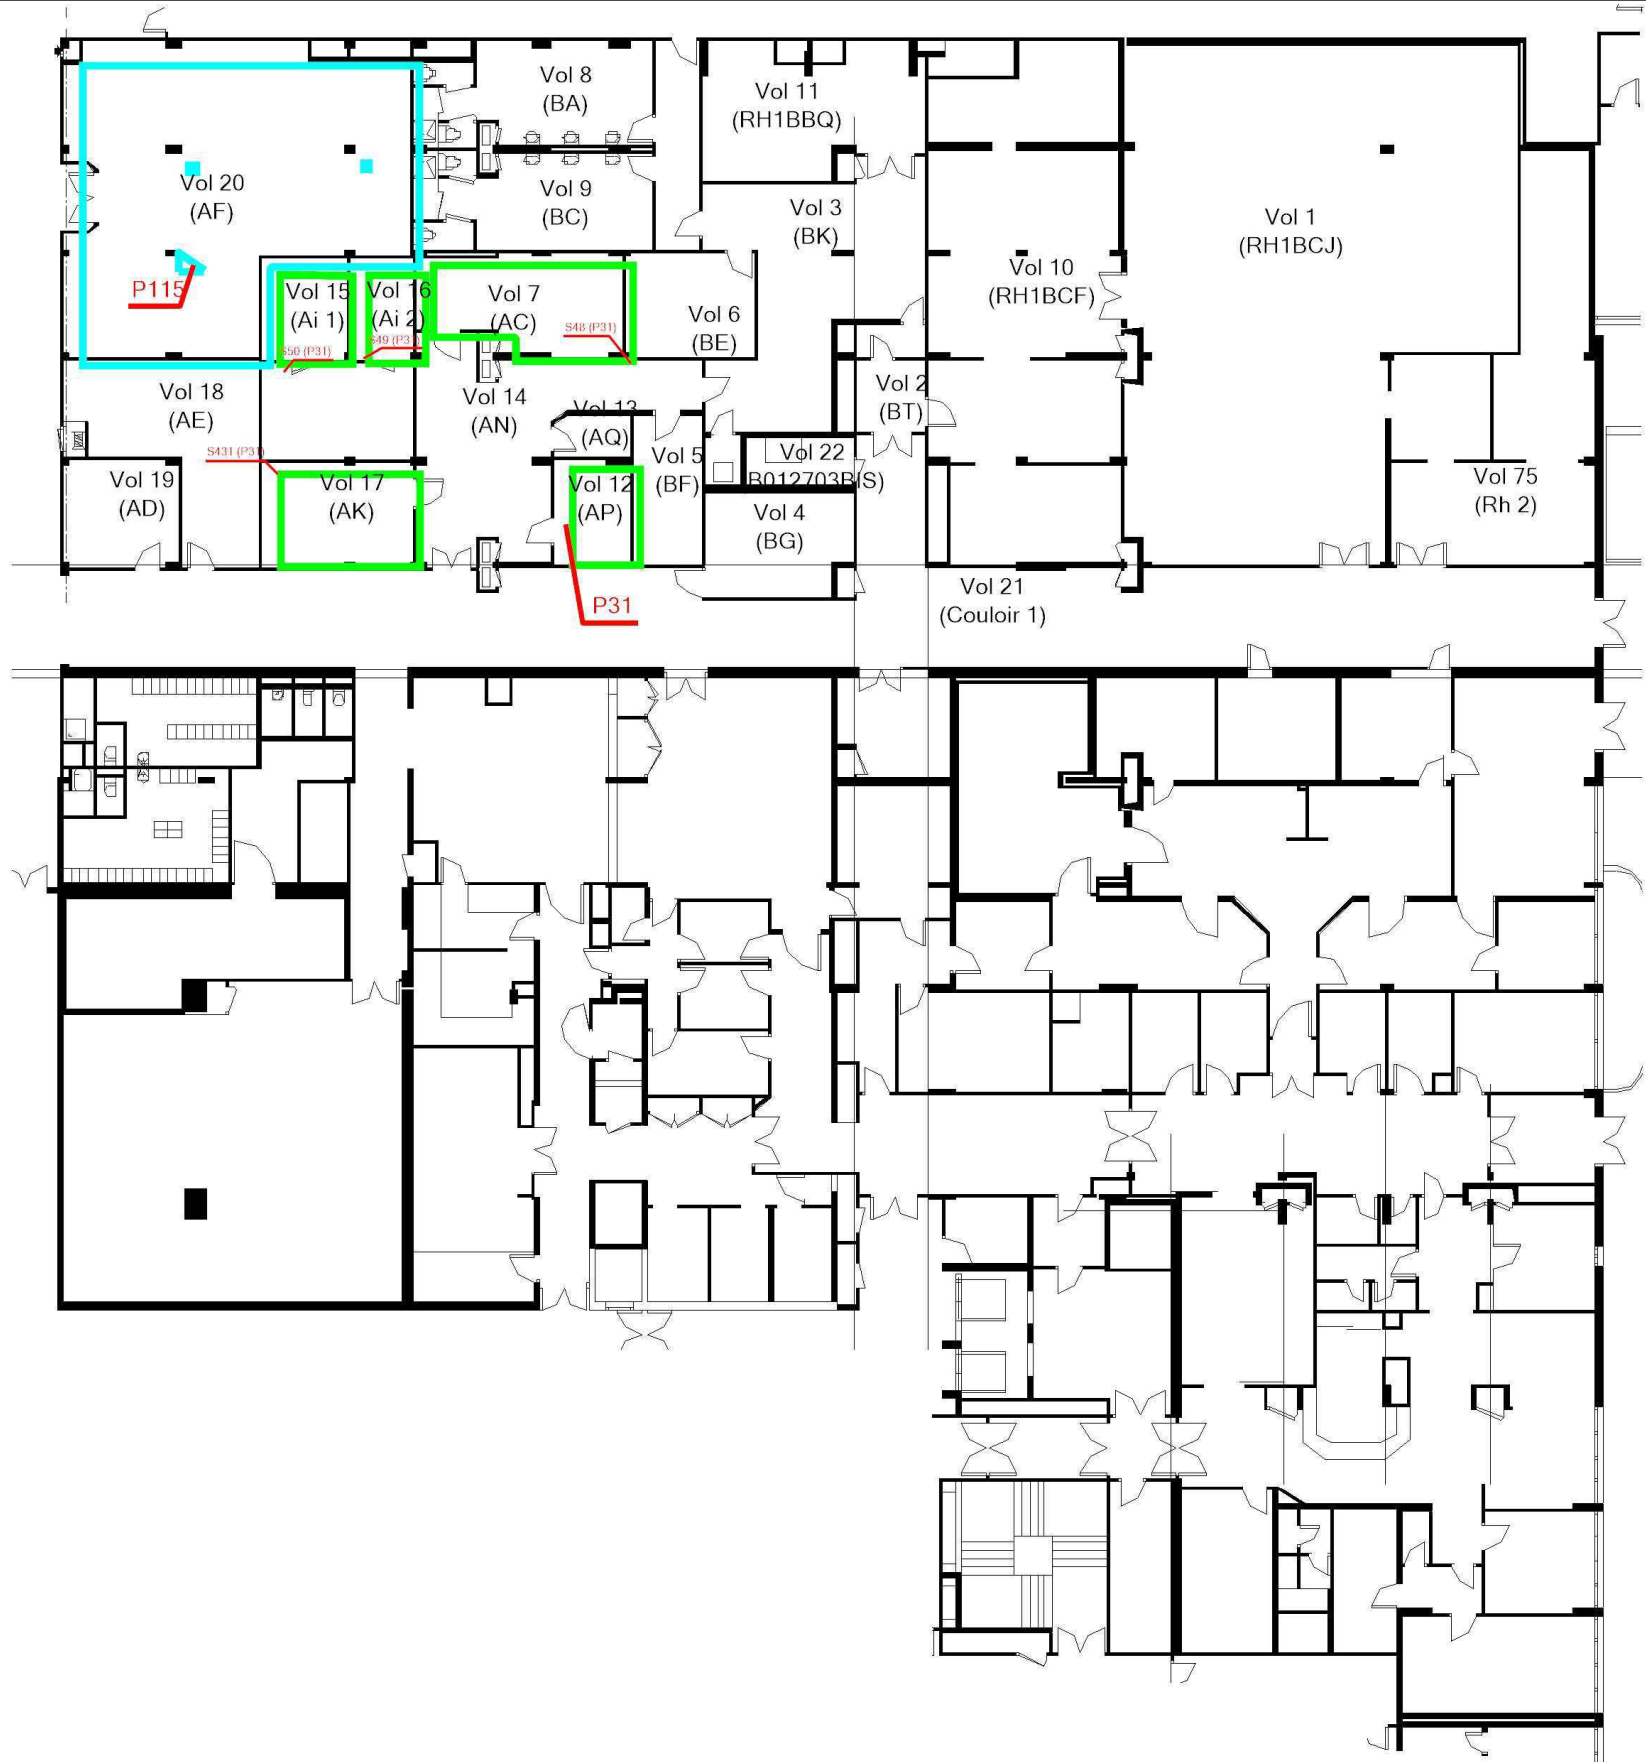 Vol 8
(BA)
Vol 11
(RH1BBQ)
Vol 20
(AF)
Vol 9
(BC)
Vol 3
(BK)
Vol 1
(RH1BCJ)
Vol 10
(RH1BCF)
P115
Vol 15
(Ai 1)
Vol 16
(Ai 2)
Vol 7
(AC)
Vol 6
(BE)
S50 (P31)
S49 (P31)
S48 (P31)
Vol 18
(AE)
Vol 14
(AN)
Vol 13
(AQ)
Vol 2
(BT)
S431 (P31)
Vol 19
(AD)
Vol 17
(AK)
Vol 12
(AP)
Vol 5
(BF)
Vol 22
B012703BIS)
Vol 4
(BG)
Vol 75
(Rh 2)
P31
Vol 21
(Couloir 1)